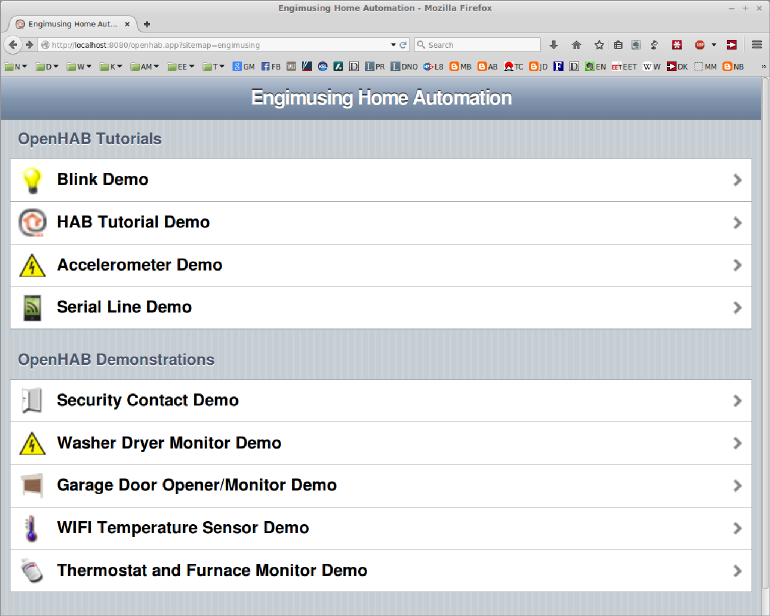 Engimusing Home Automation - Mozilla Firefox
Engimusing Home Aut...
http://localhost:8080/openhab.app?sitemap=engimusing
Search
N D W K AM EE T GM FB PR DNO L8 MB AB TC JD EN EET W DK MM NB
Engimusing Home Automation
OpenHAB Tutorials
Blink Demo
HAB Tutorial Demo
Accelerometer Demo
Serial Line Demo
OpenHAB Demonstrations
Security Contact Demo
Washer Dryer Monitor Demo
Garage Door Opener/Monitor Demo
WIFI Temperature Sensor Demo
Thermostat and Furnace Monitor Demo